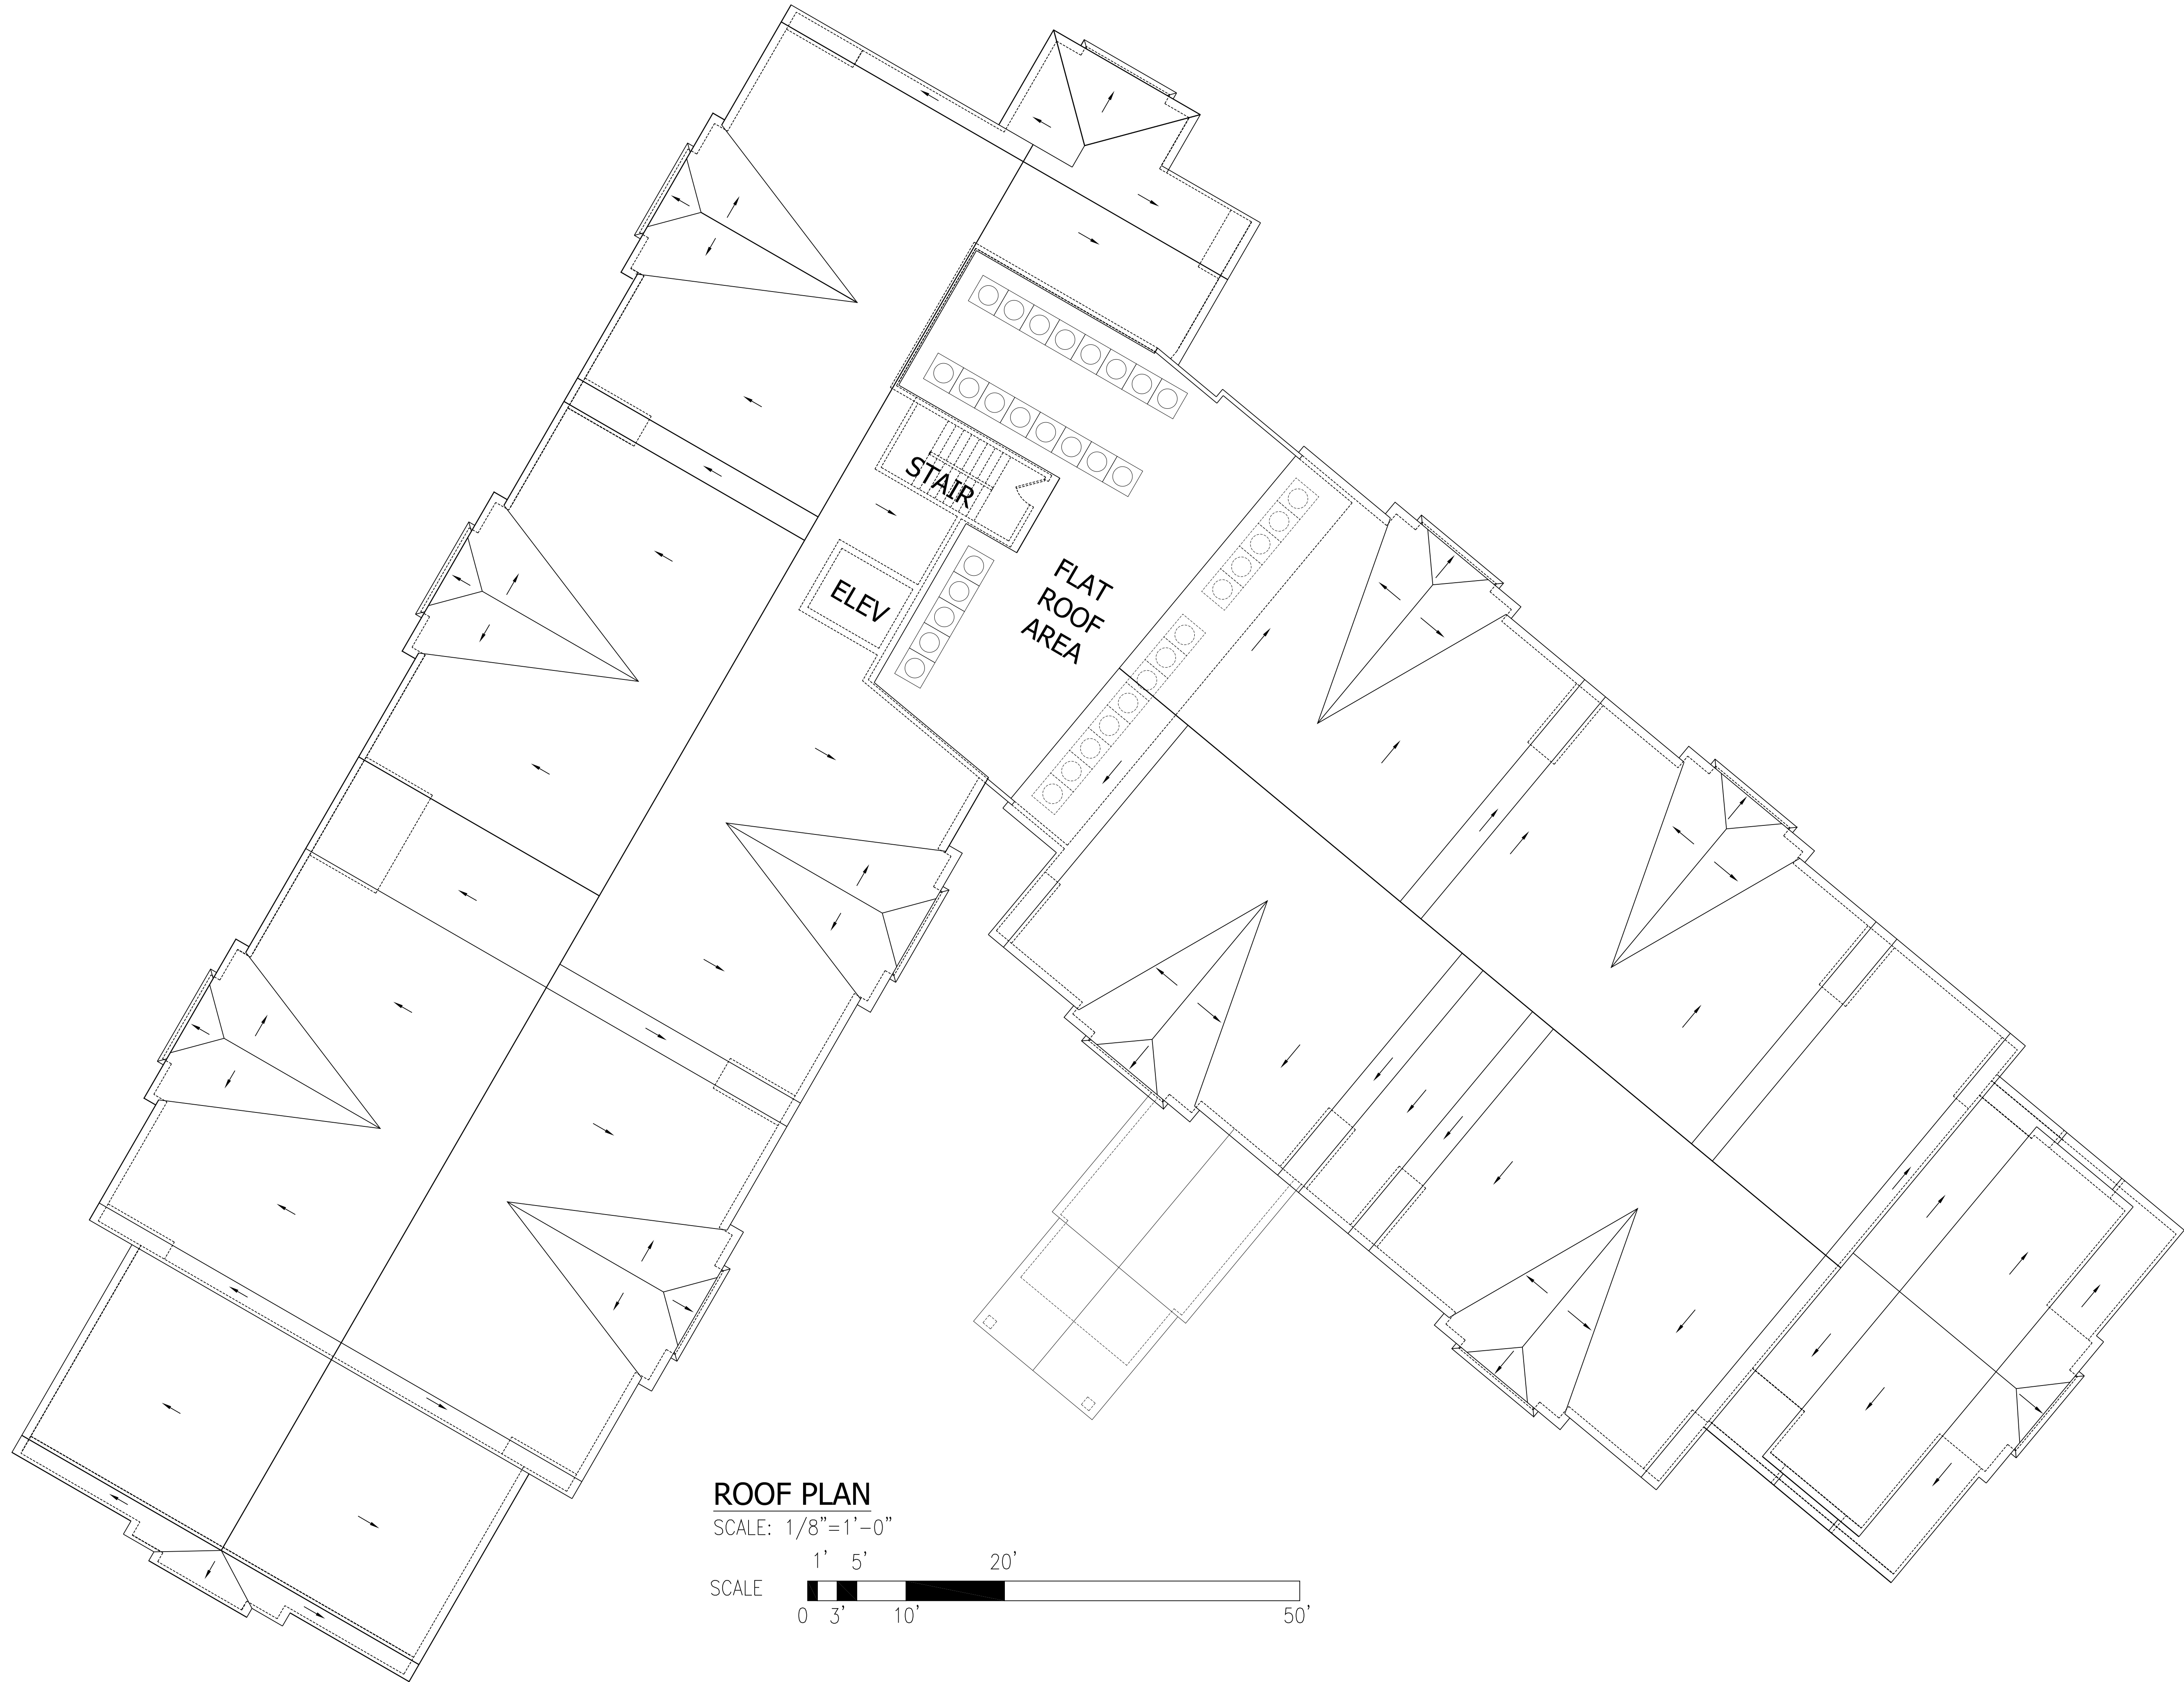 STAIR
ELEV
FLAT
ROOF
AREA
ROOF PLAN
SCALE: 1/8"=1'-0"
1' 5' 20'
SCALE
0 3' 10' 50'